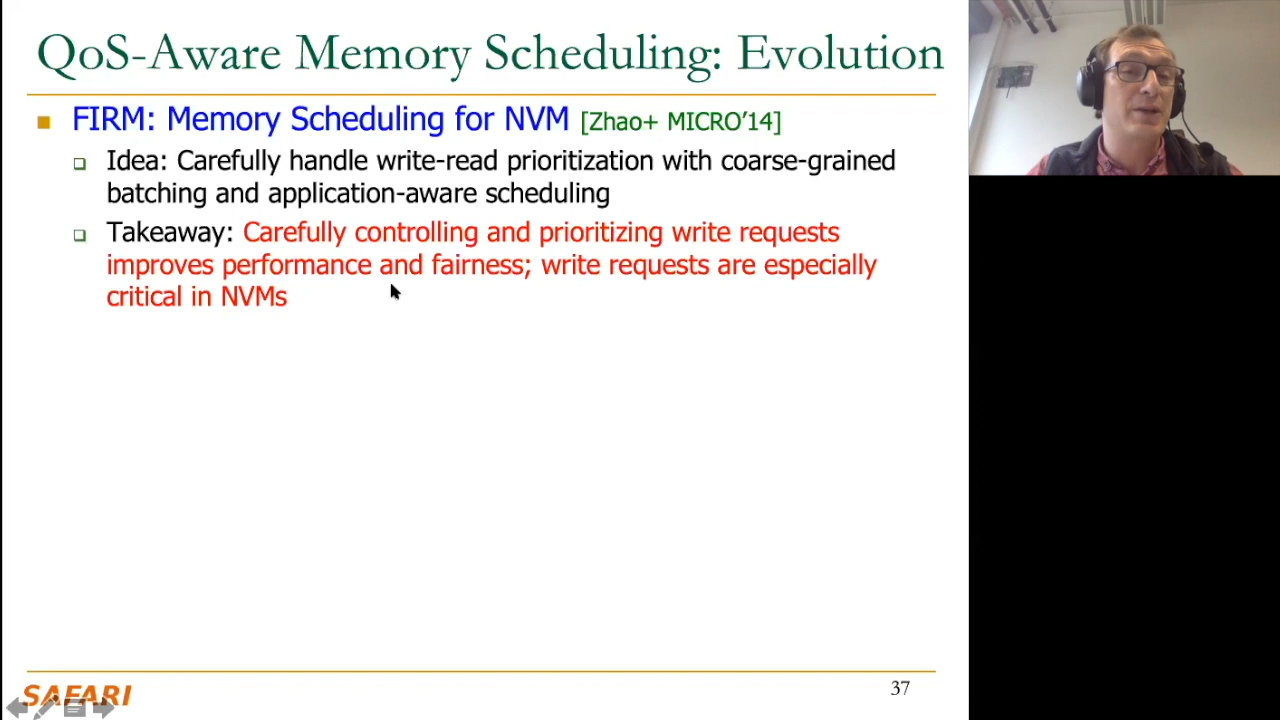 QoS-Aware Memory Scheduling: Evolution
FIRM: Memory Scheduling for NVM [Zhao+ MICRO’14]
Idea: Carefully handle write-read prioritization with coarse-grained
batching and application-aware scheduling
Takeaway: Carefully controlling and prioritizing write requests
improves performance and fairness; write requests are especially
critical in NVMs
SAFARI
37